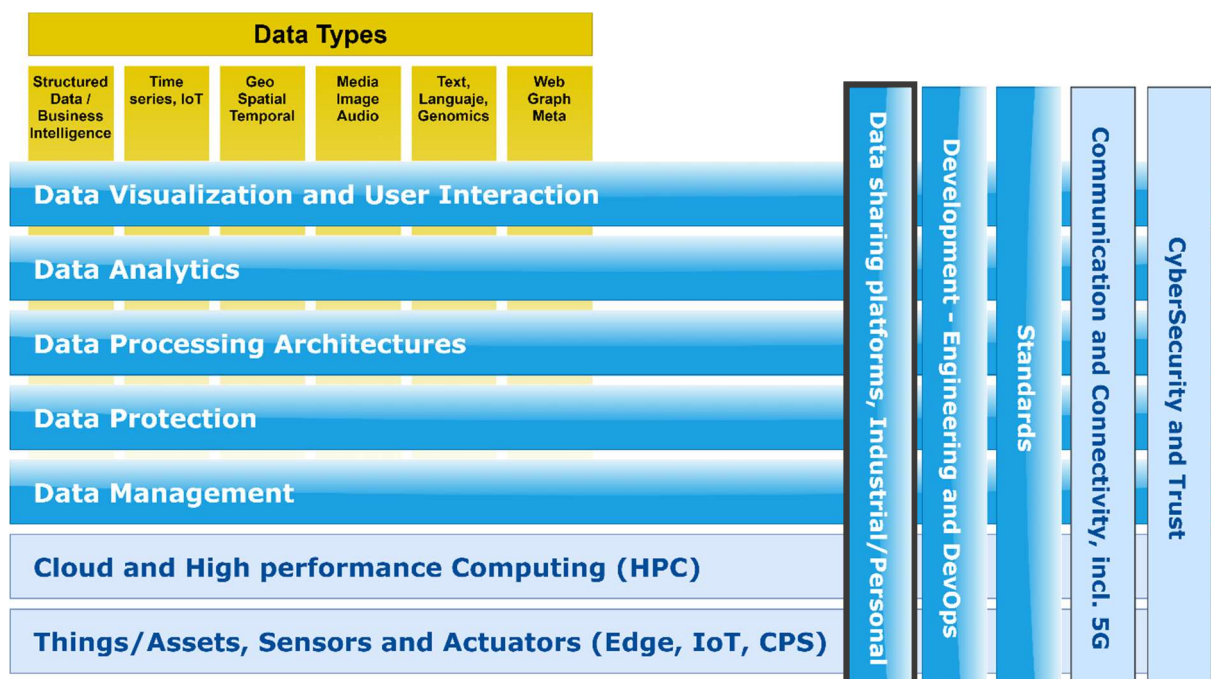 Data Types
Structured
Data /
Business
Intelligence
Time
series, IoT
Geo
Spatial
Temporal
Media
Image
Audio
Text,
Languaje,
Genomics
Web
Graph
Meta
Data Visualization and User Interaction
Data Analytics
Data Processing Architectures
Data Protection
Data Management
Cloud and High performance Computing (HPC)
Things/Assets, Sensors and Actuators (Edge, IoT, CPS)
Data sharing platforms, Industrial/Personal
Development - Engineering and DevOps
Standards
Communication and Connectivity, incl. 5G
CyberSecurity and Trust